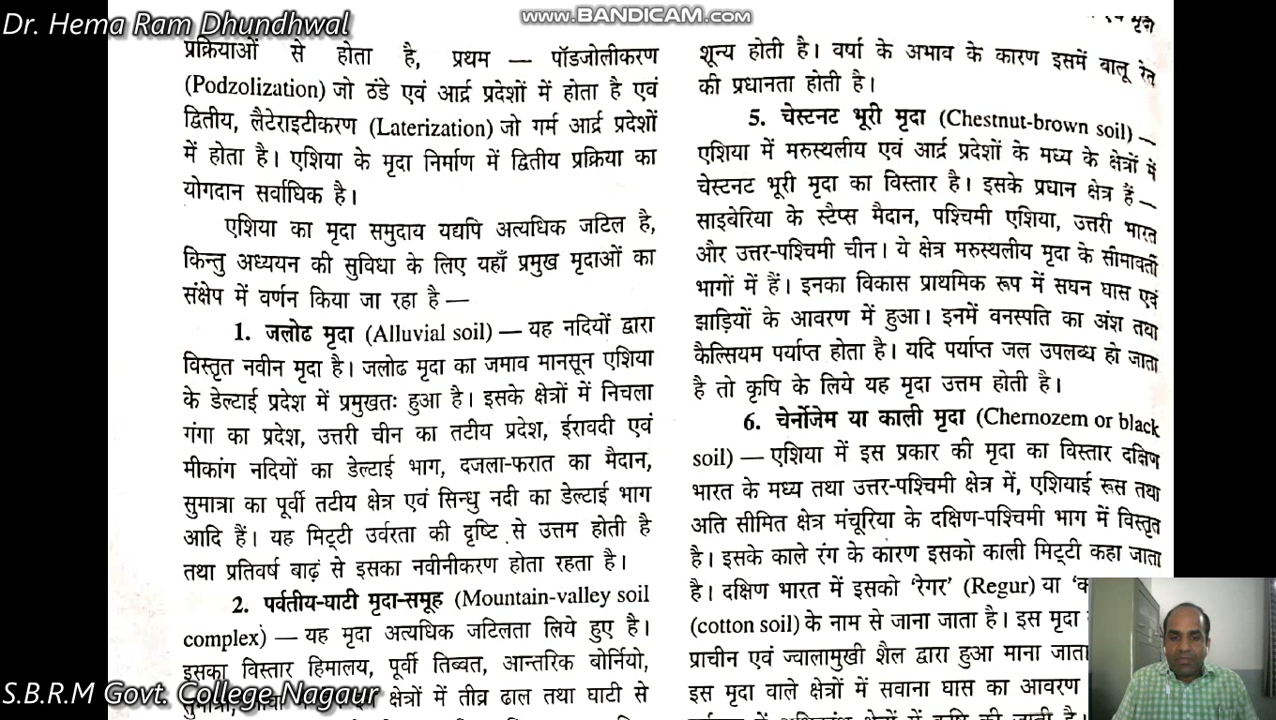 Dr. Hema Ram Dhundhwal
www.BANDICAM.com
प्रक्रियाओं से होता है, प्रथम — पॉडजोलीकरण
(Podzolization) जो ठंडे एवं आर्द्र प्रदेशों में होता है एवं
द्वितीय, लैटेराइटीकरण (Laterization) जो गर्म आर्द्र प्रदेशों
में होता है। एशिया के मृदा निर्माण में द्वितीय प्रक्रिया का
योगदान सर्वाधिक है।
एशिया का मृदा समुदाय यद्यपि अत्यधिक जटिल है,
किन्तु अध्ययन की सुविधा के लिए यहाँ प्रमुख मृदाओं का
संक्षेप में वर्णन किया जा रहा है —
1. जलोढ मृदा (Alluvial soil) — यह नदियों द्वारा
विस्तृत नवीन मृदा है। जलोढ मृदा का जमाव मानसून एशिया
के डेल्टाई प्रदेश में प्रमुखतः हुआ है। इसके क्षेत्रों में निचला
गंगा का प्रदेश, उत्तरी चीन का तटीय प्रदेश, ईरावदी एवं
मीकांग नदियों का डेल्टाई भाग, दजला-फरात का मैदान,
सुमात्रा का पूर्वी तटीय क्षेत्र एवं सिन्धु नदी का डेल्टाई भाग
आदि हैं। यह मिट्टी उर्वरता की दृष्टि से उत्तम होती है
तथा प्रतिवर्ष बाढ़ं से इसका नवीनीकरण होता रहता है।
2. पर्वतीय-घाटी मृदा-समूह (Mountain-valley soil
complex) — यह मृदा अत्यधिक जटिलता लिये हुए है।
इसका विस्तार हिमालय, पूर्वी तिब्बत, आन्तरिक बोर्नियो,
क्षेत्रों में तीव्र ढाल तथा घाटी से
शून्य होती है। वर्षा के अभाव के कारण इसमें बालू रेत
की प्रधानता होती है।
5. चेस्टनट भूरी मृदा (Chestnut-brown soil) —
एशिया में मरुस्थलीय एवं आर्द्र प्रदेशों के मध्य के क्षेत्रों में
चेस्टनट भूरी मृदा का विस्तार है। इसके प्रधान क्षेत्र हैं —
साइबेरिया के स्टैप्स मैदान, पश्चिमी एशिया, उत्तरी भारत
और उत्तर-पश्चिमी चीन। ये क्षेत्र मरुस्थलीय मृदा के सीमावर्ती
भागों में हैं। इनका विकास प्राथमिक रूप में सघन घास एवं
झाड़ियों के आवरण में हुआ। इनमें वनस्पति का अंश तथा
कैल्सियम पर्याप्त होता है। यदि पर्याप्त जल उपलब्ध हो जाता
है तो कृषि के लिये यह मृदा उत्तम होती है।
6. चेर्नोजेम या काली मृदा (Chernozem or black
soil) — एशिया में इस प्रकार की मृदा का विस्तार दक्षिण
भारत के मध्य तथा उत्तर-पश्चिमी क्षेत्र में, एशियाई रूस तथा
अति सीमित क्षेत्र मंचूरिया के दक्षिण-पश्चिमी भाग में विस्तृत
है। इसके काले रंग के कारण इसको काली मिट्टी कहा जाता
है। दक्षिण भारत में इसको 'रेगर' (Regur) या
(cotton soil) के नाम से जाना जाता है। इस मृदा
प्राचीन एवं ज्वालामुखी शैल द्वारा हुआ माना जाता
इस मृदा वाले क्षेत्रों में सवाना घास का आवरण
S.B.R.M Govt. College,Nagaur